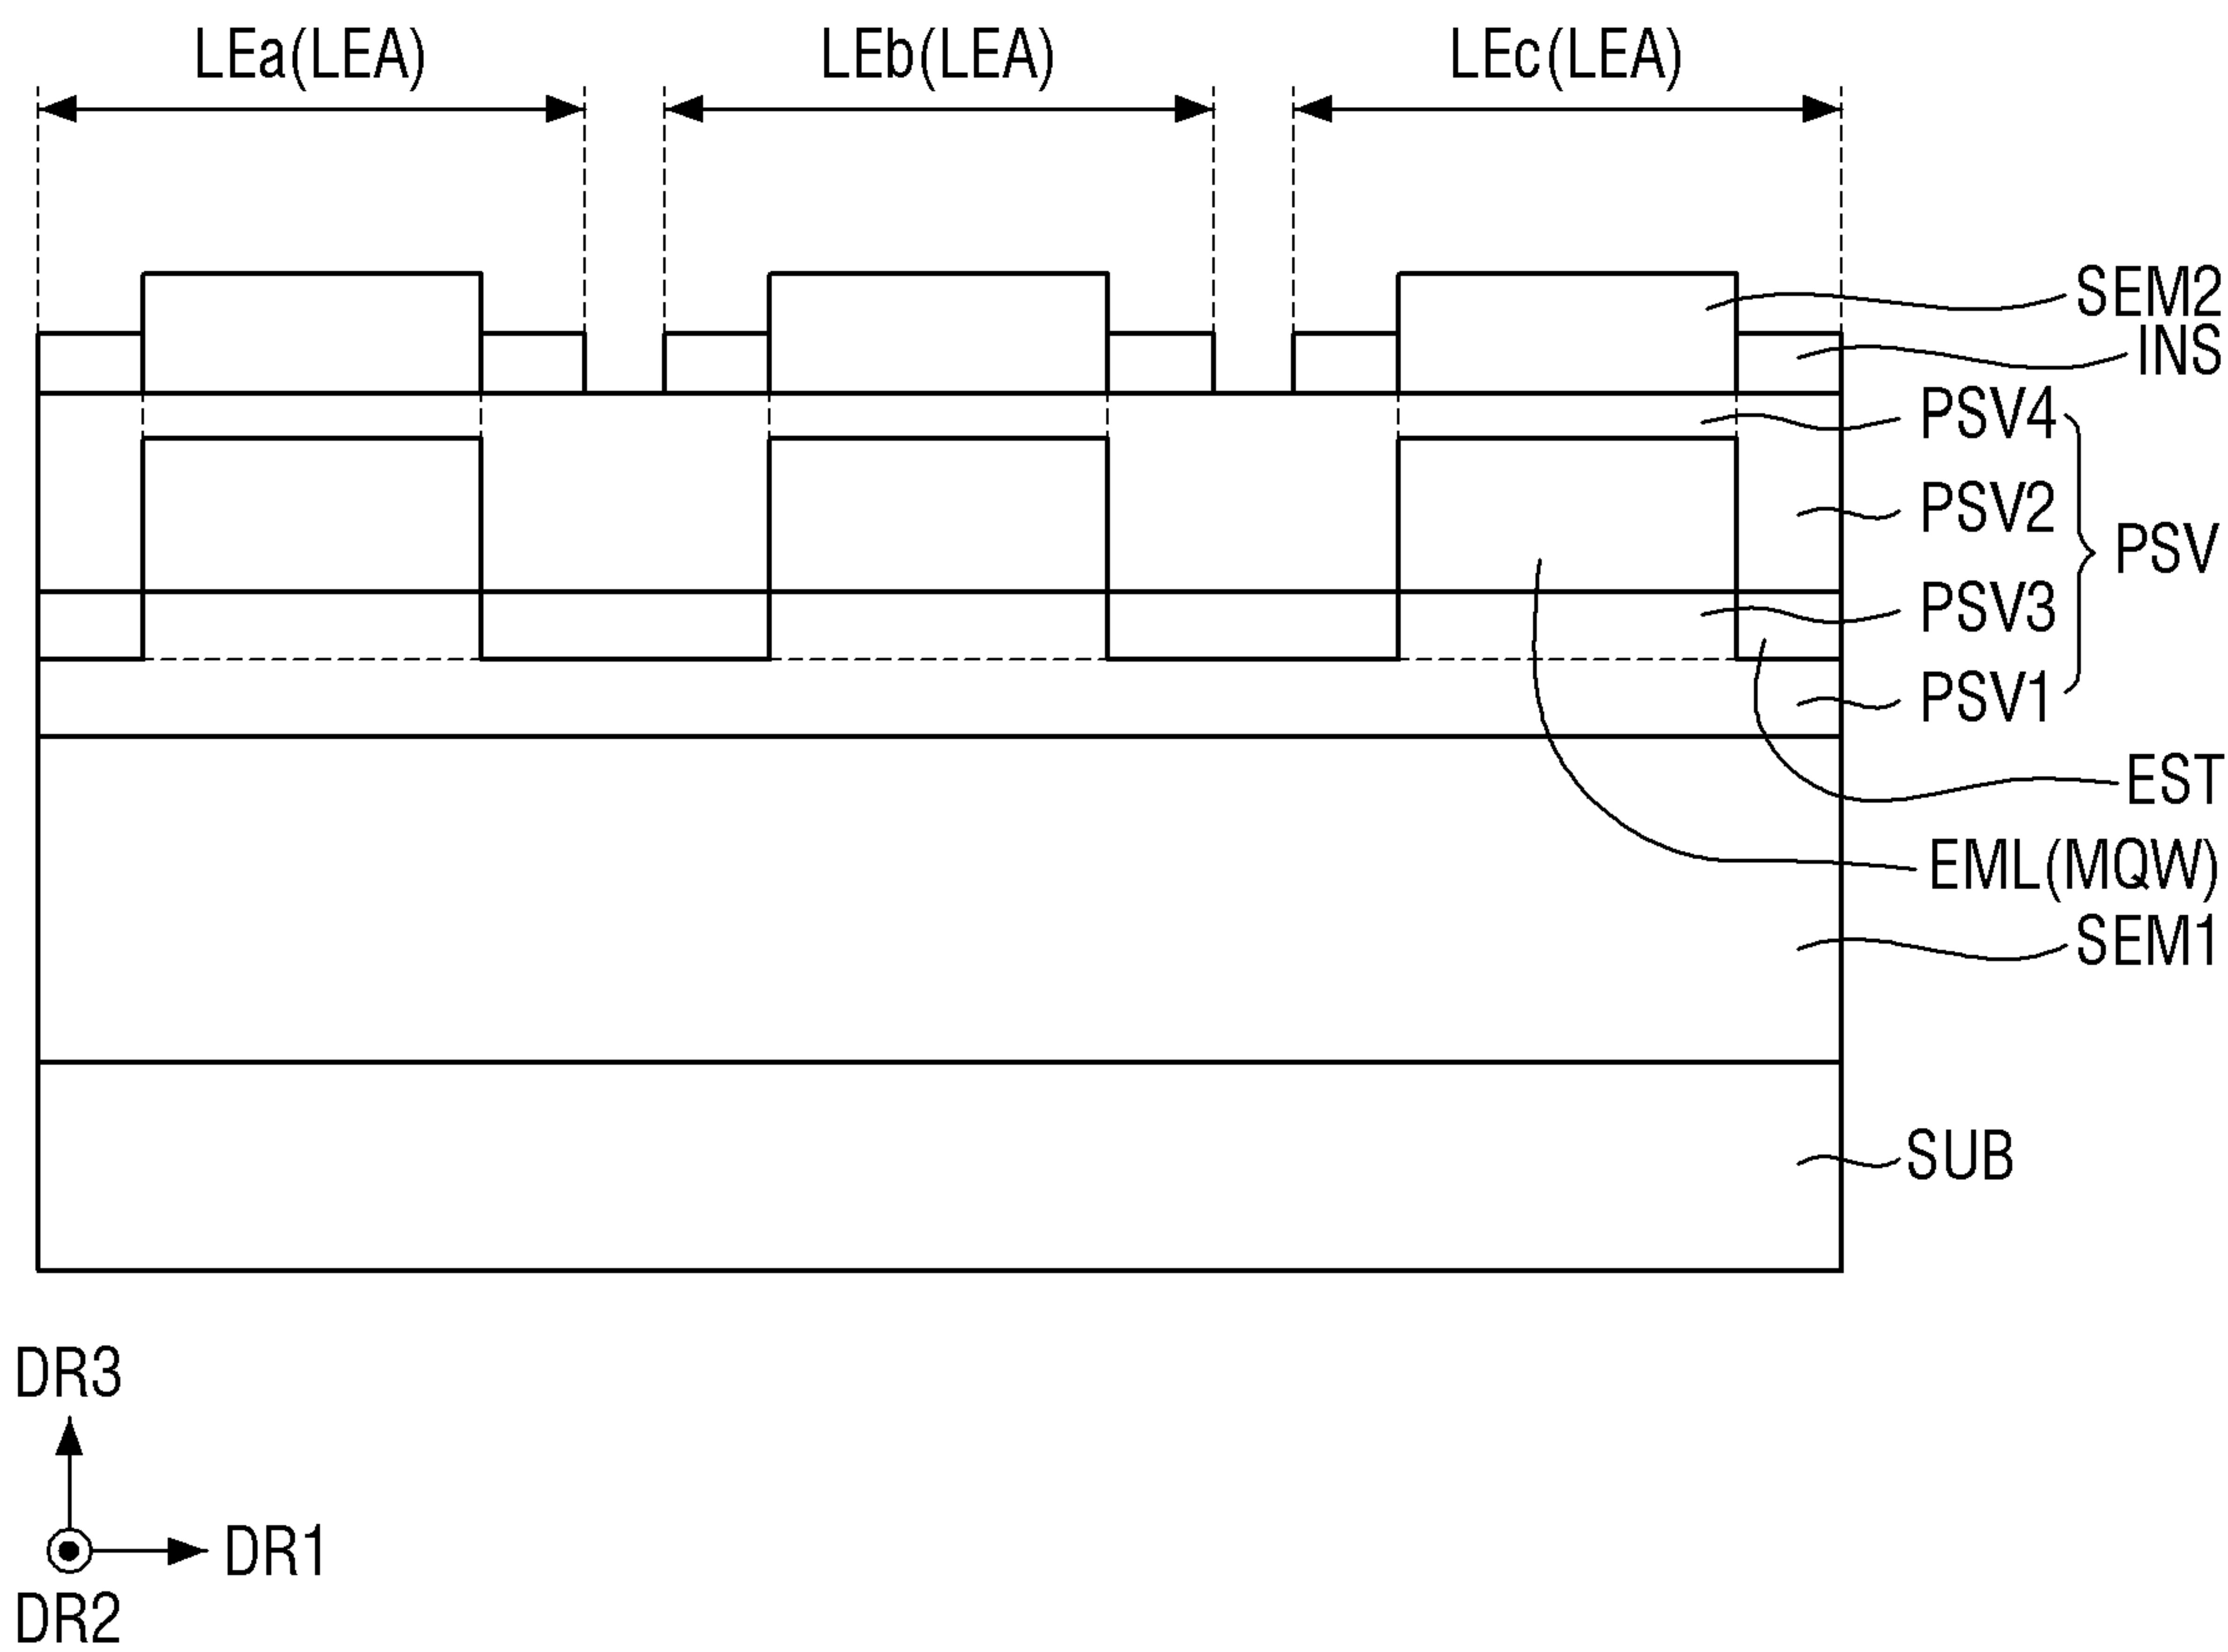 LEa(LEA)
LEb(LEA)
LEc(LEA)
SEM2
INS
PSV4
PSV2
PSV
PSV3
PSV1
EST
EML(MQW)
SEM1
SUB
DR3
DR1
DR2